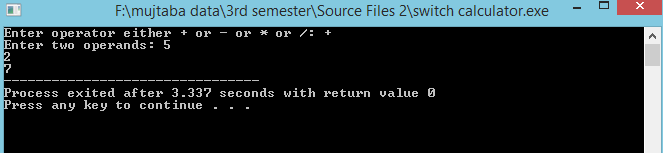 F:\mujtaba data\3rd semester\Source Files 2\switch calculator.exe
Enter operator either + or - or * or /: +
Enter two operands: 5
2
7
--------------------------------
Process exited after 3.337 seconds with return value 0
Press any key to continue . . .